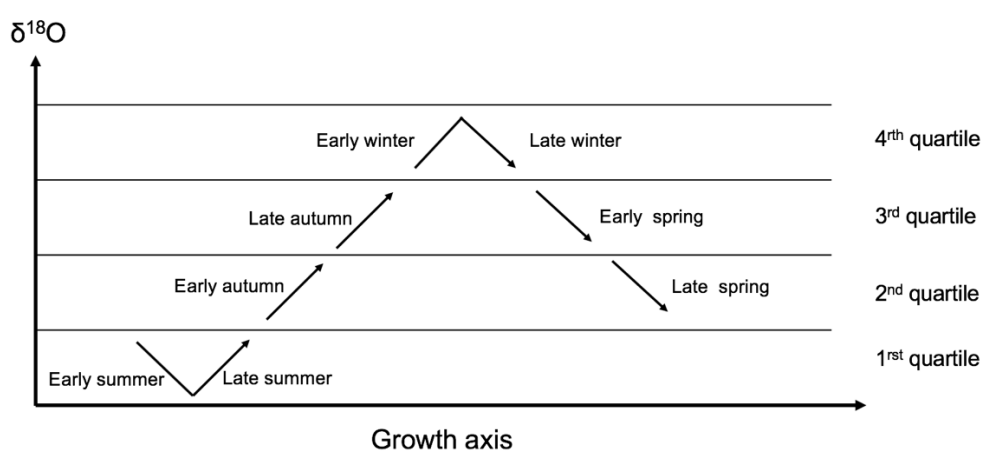 δ¹⁸O
Early winter
Late winter
4ʳᵗʰ quartile
Late autumn
Early spring
3ʳᵈ quartile
Early autumn
Late spring
2ⁿᵈ quartile
Early summer
Late summer
1ʳˢᵗ quartile
Growth axis